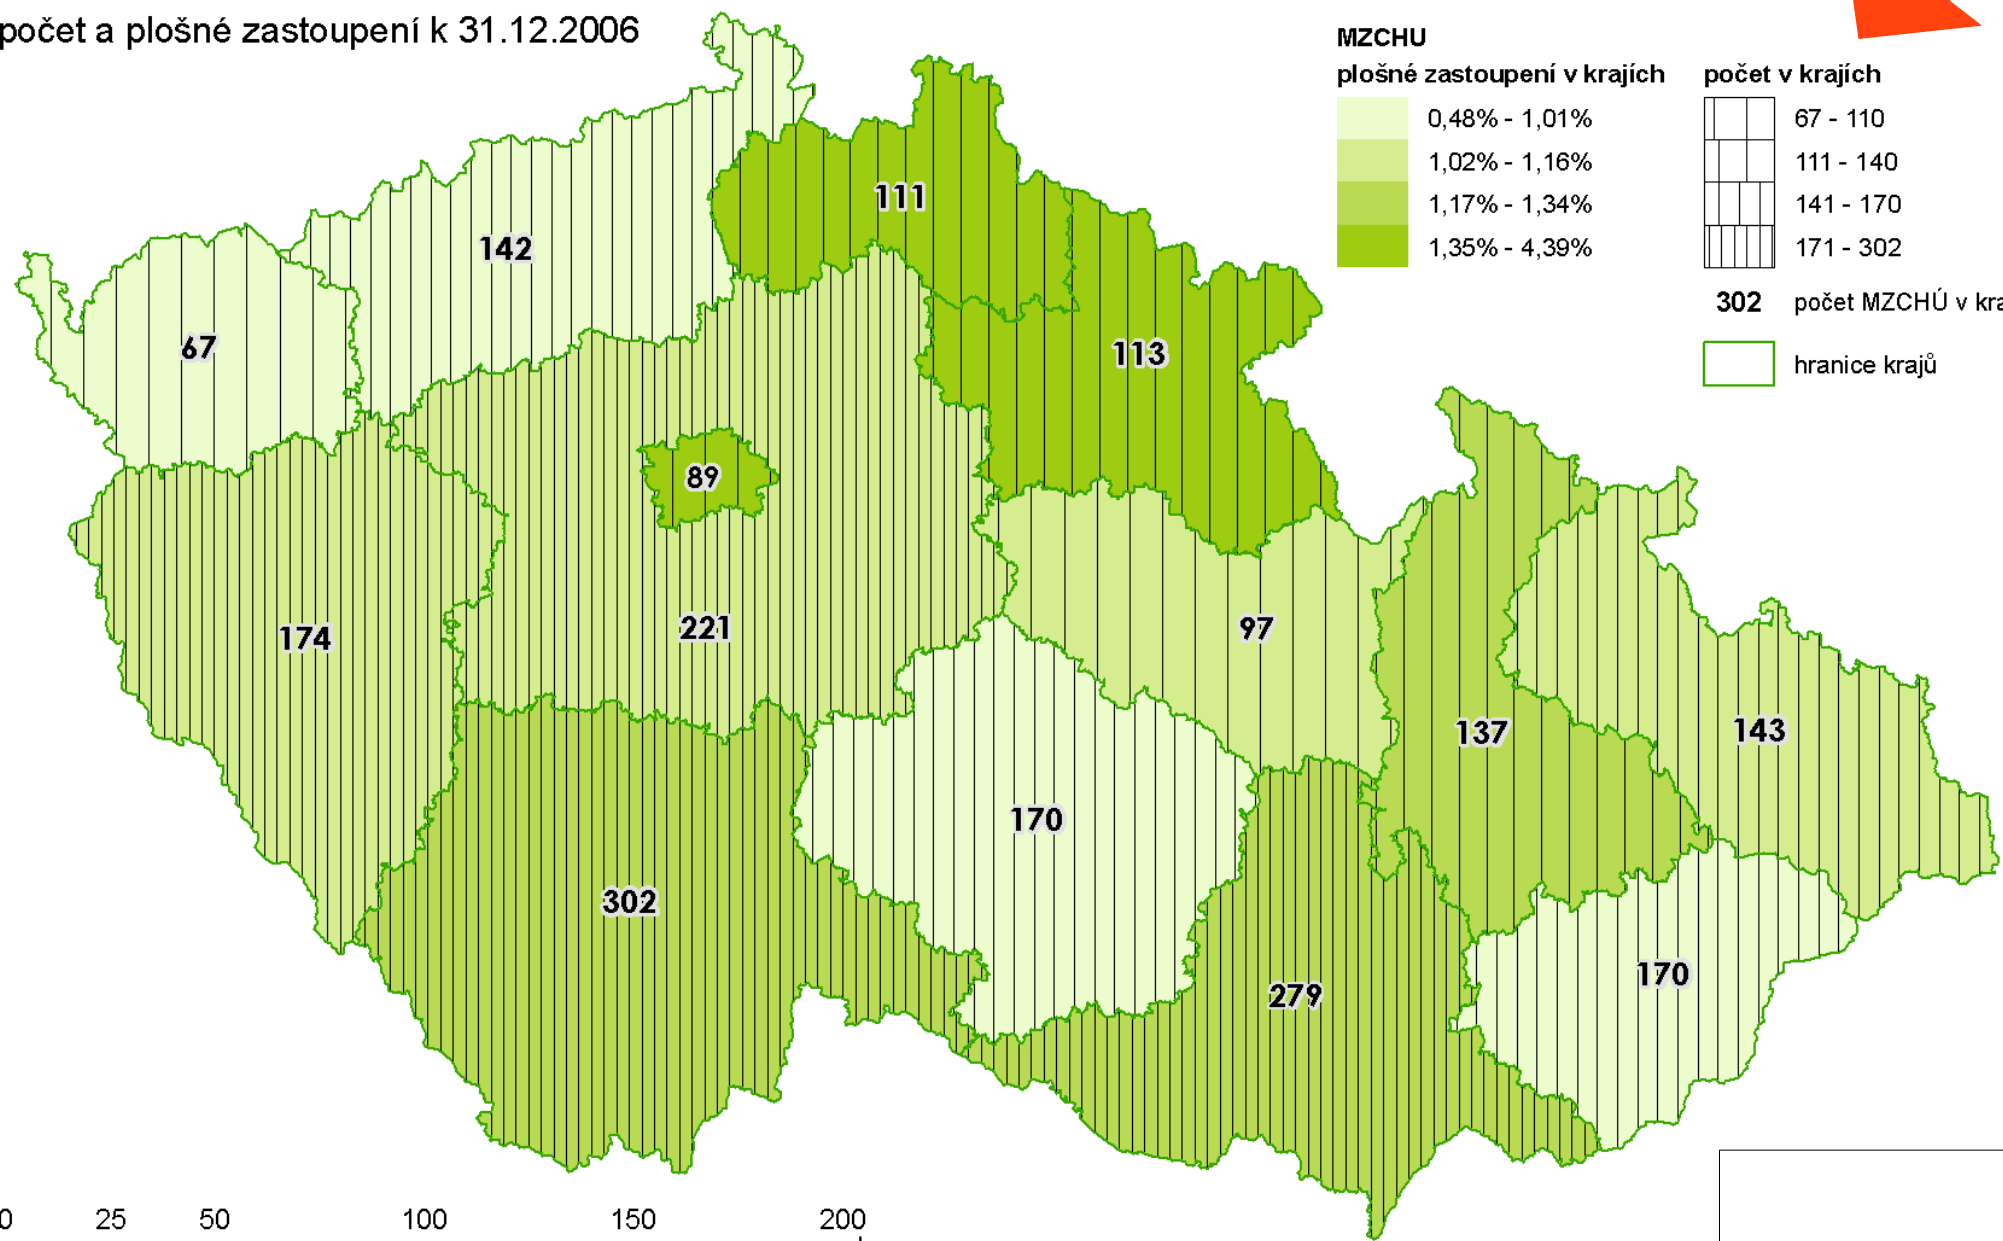 počet a plošné zastoupení k 31.12.2006
MZCHU
plošné zastoupení v krajích
0,48% - 1,01%
1,02% - 1,16%
1,17% - 1,34%
1,35% - 4,39%
počet v krajích
67 - 110
111 - 140
141 - 170
171 - 302
302 počet MZCHÚ v kra
hranice krajů
111
142
67
113
89
174
221
97
137
143
170
302
279
170
0 25 50 100 150 200